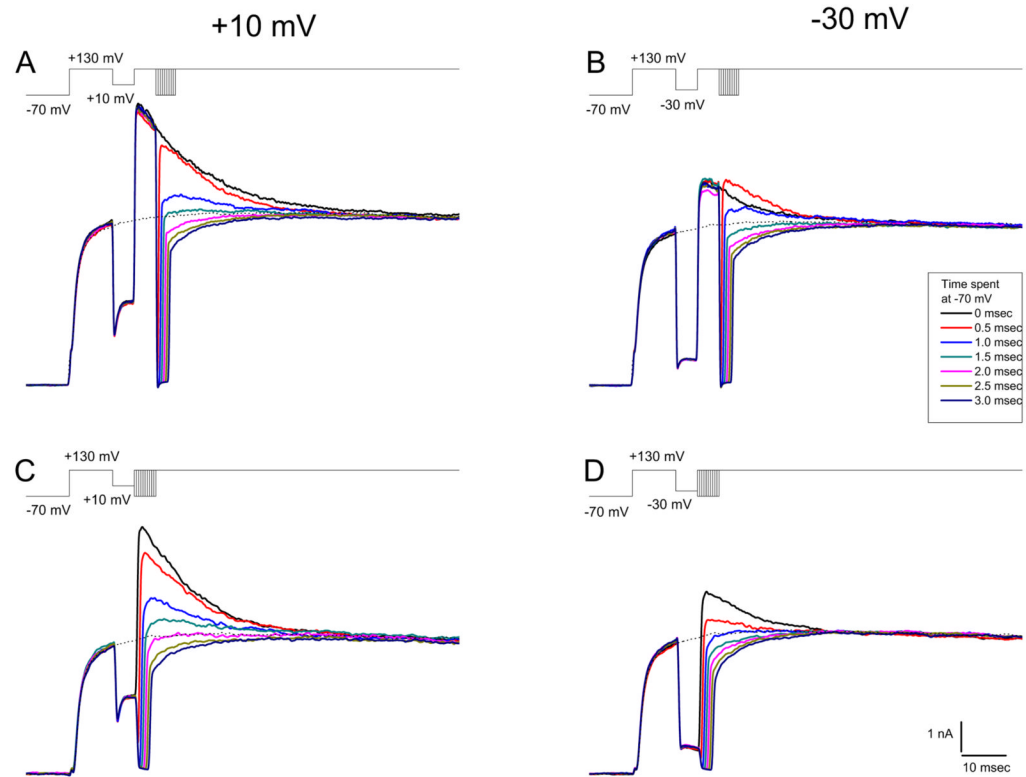 +10 mV
-30 mV
A
+130 mV
+10 mV
-70 mV
B
+130 mV
-30 mV
-70 mV
Time spent
at -70 mV
0 msec
0.5 msec
1.0 msec
1.5 msec
2.0 msec
2.5 msec
3.0 msec
C
+130 mV
+10 mV
-70 mV
D
+130 mV
-30 mV
-70 mV
1 nA
10 msec